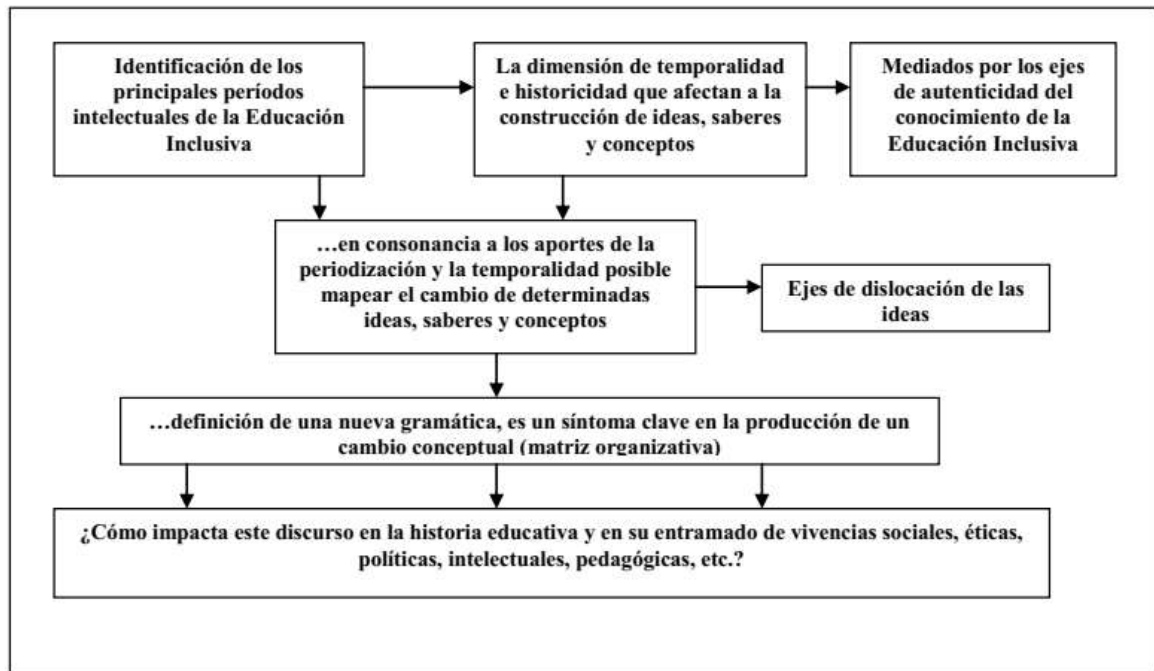 Identificación de los
principales períodos
intelectuales de la Educación
Inclusiva
La dimensión de temporalidad
e historicidad que afectan a la
construcción de ideas, saberes
y conceptos
Mediados por los ejes
de autenticidad del
conocimiento de la
Educación Inclusiva
…en consonancia a los aportes de la
periodización y la temporalidad posible
mapear el cambio de determinadas
ideas, saberes y conceptos
Ejes de dislocación de las
ideas
…definición de una nueva gramática, es un síntoma clave en la producción de un
cambio conceptual (matriz organizativa)
¿Cómo impacta este discurso en la historia educativa y en su entramado de vivencias sociales, éticas,
políticas, intelectuales, pedagógicas, etc.?